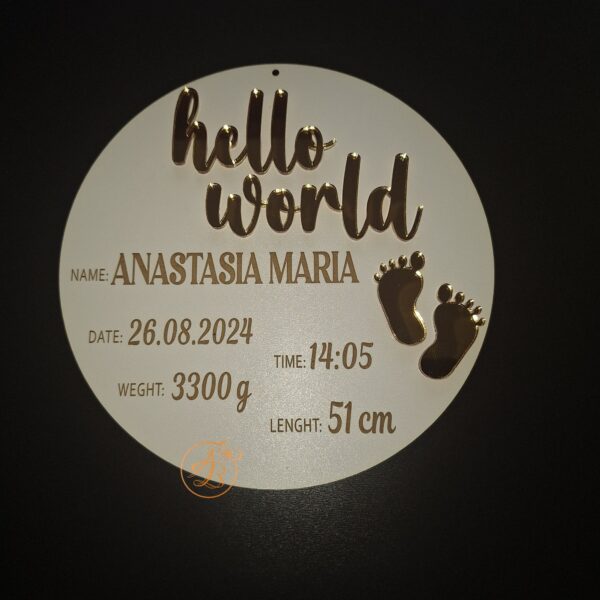 hello
world
NAME: ANASTASIA MARIA
DATE: 26.08.2024
TIME: 14:05
WEGHT: 3300 g
LENGHT: 51 cm